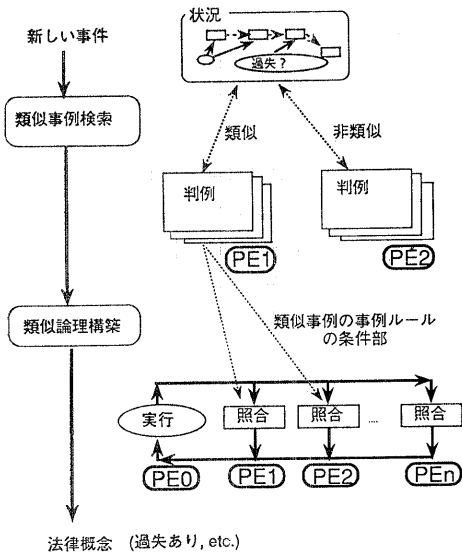 状況
新しい事件
過失?
類似事例検索
類似
非類似
判例
判例
PE1
PE2
類似論理構築
類似事例の事例ルール
の条件部
実行
照合
照合
....
照合
PE0
PE1
PE2
PEn
法律概念 (過失あり, etc.)